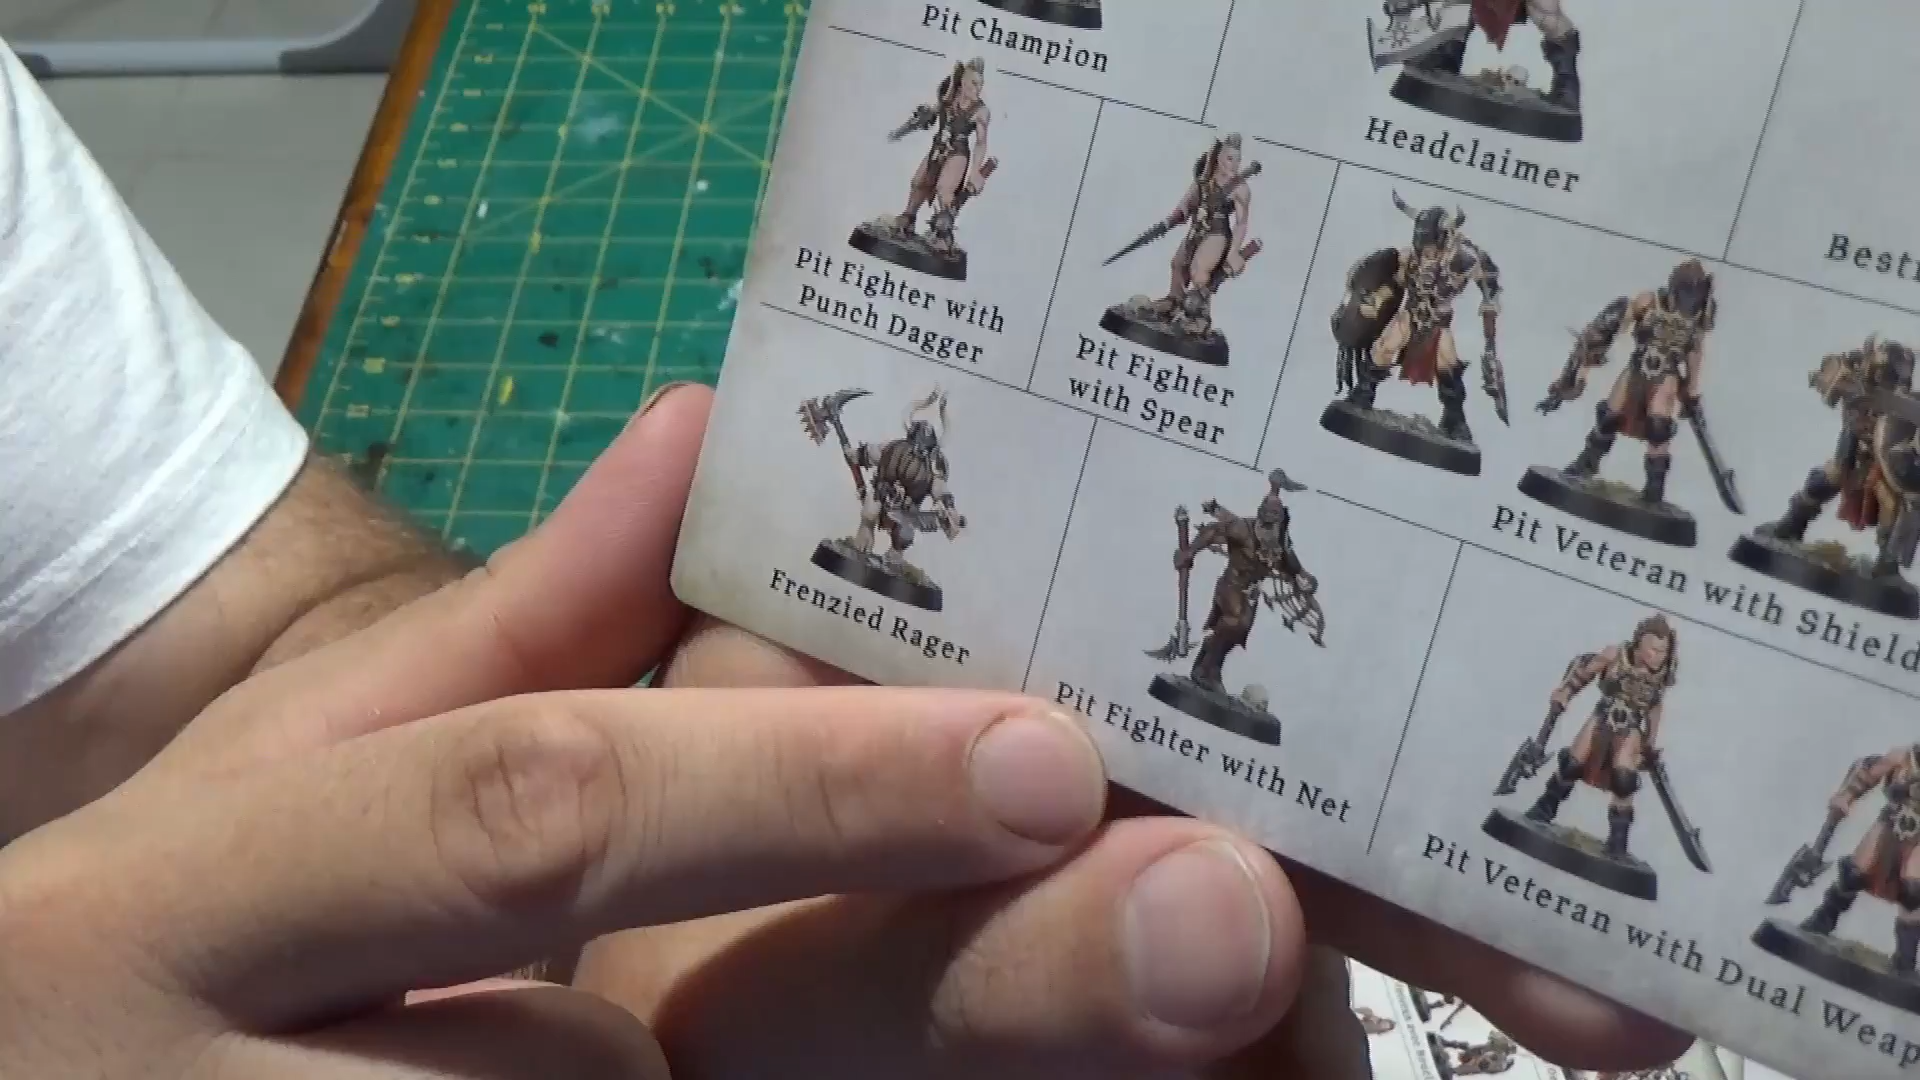 Pit Champion
Headclaimer
Pit Fighter with
Punch Dagger
Pit Fighter
with Spear
Pit Veteran with Shield
Frenzied Rager
Pit Fighter with Net
Pit Veteran with Dual